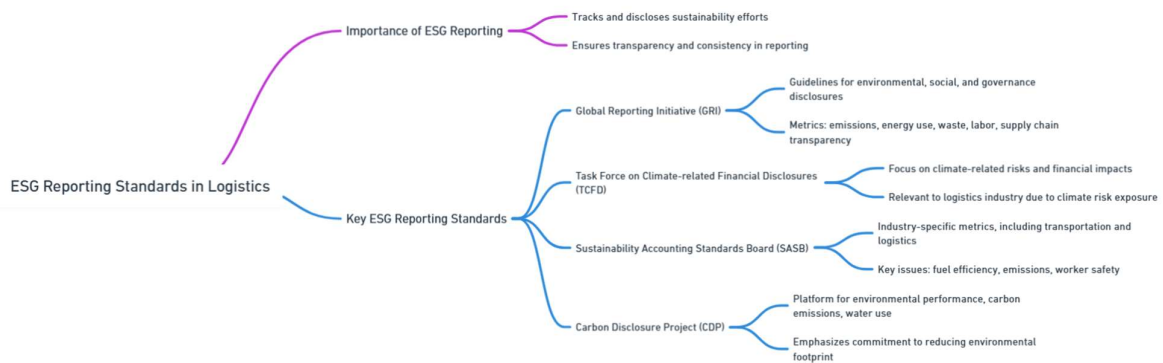 ESG Reporting Standards in Logistics
Importance of ESG Reporting
Tracks and discloses sustainability efforts
Ensures transparency and consistency in reporting
Key ESG Reporting Standards
Global Reporting Initiative (GRI)
Guidelines for environmental, social, and governance
disclosures
Metrics: emissions, energy use, waste, labor, supply chain
transparency
Task Force on Climate-related Financial Disclosures
(TCFD)
Focus on climate-related risks and financial impacts
Relevant to logistics industry due to climate risk exposure
Sustainability Accounting Standards Board (SASB)
Industry-specific metrics, including transportation and
logistics
Key issues: fuel efficiency, emissions, worker safety
Carbon Disclosure Project (CDP)
Platform for environmental performance, carbon
emissions, water use
Emphasizes commitment to reducing environmental
footprint